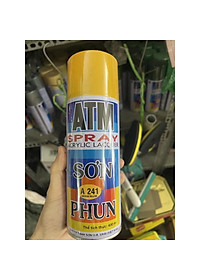 ATM
SPRAY
ACRYLIC LACQUER
SƠN
A 241
PHUN